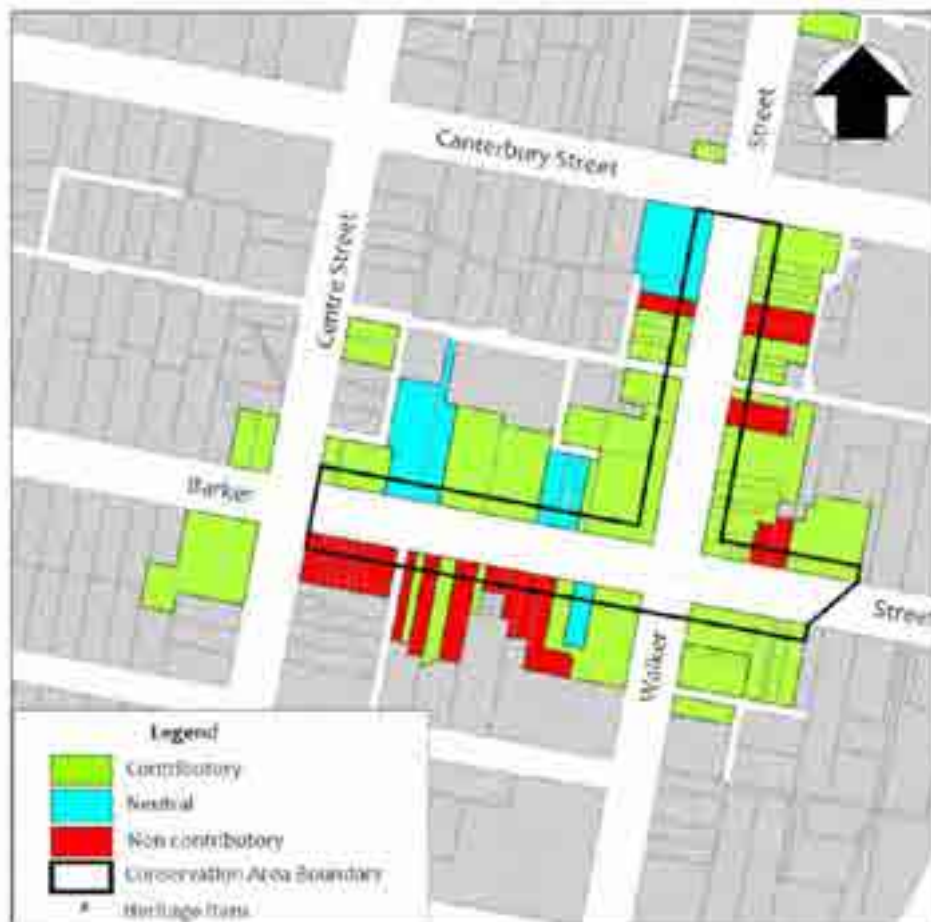 Street
Canterbury Street
Centre Street
Barker
Street
Walker
Legend
Contributory
Neutral
Non contributory
Conservation Area Boundary
Heritage Items